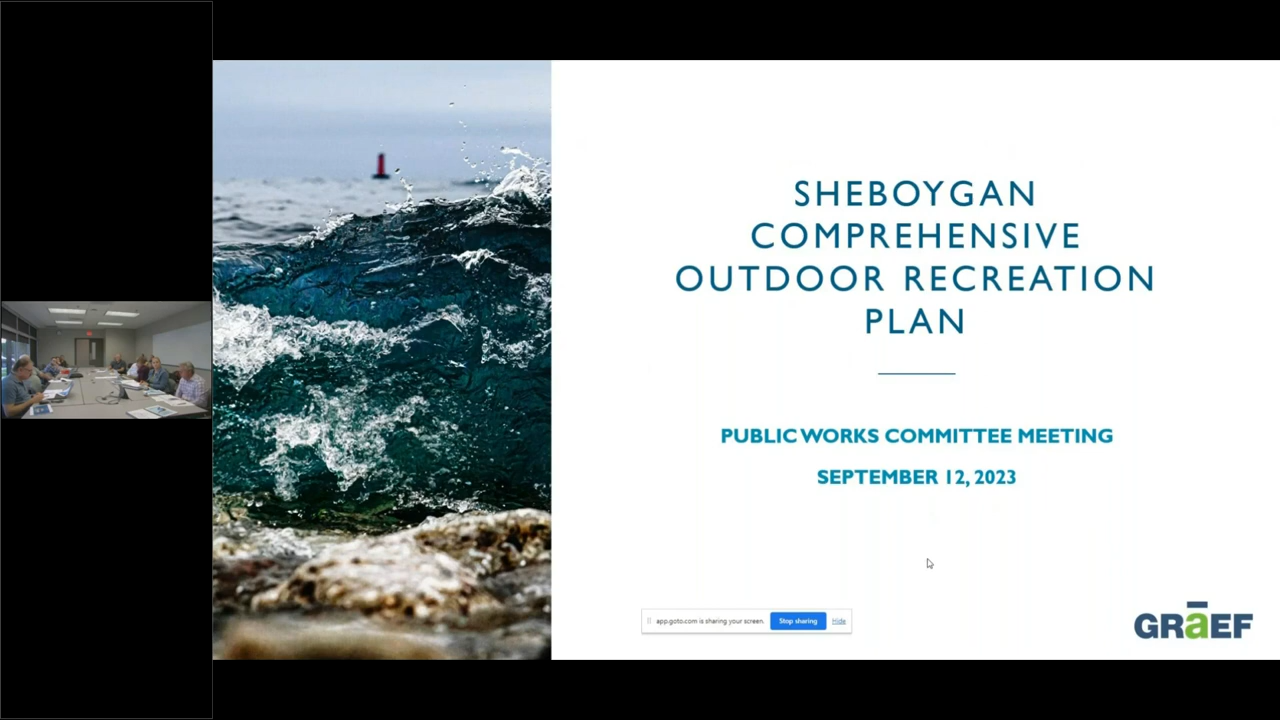 SHEBOYGAN
COMPREHENSIVE
OUTDOOR RECREATION
PLAN
PUBLIC WORKS COMMITTEE MEETING
SEPTEMBER 12, 2023
app.goto.com is sharing your screen.
Stop sharing
Hide
GRAEF